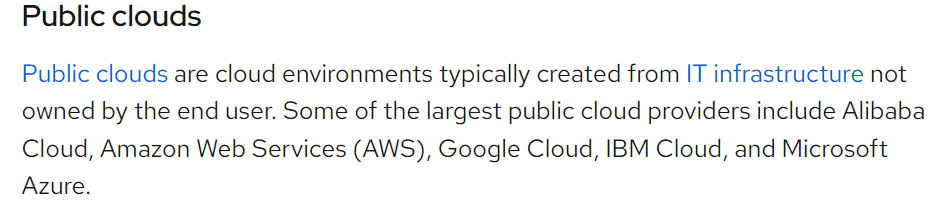 Public clouds
Public clouds are cloud environments typically created from IT infrastructure not
owned by the end user. Some of the largest public cloud providers include Alibaba
Cloud, Amazon Web Services (AWS), Google Cloud, IBM Cloud, and Microsoft
Azure.